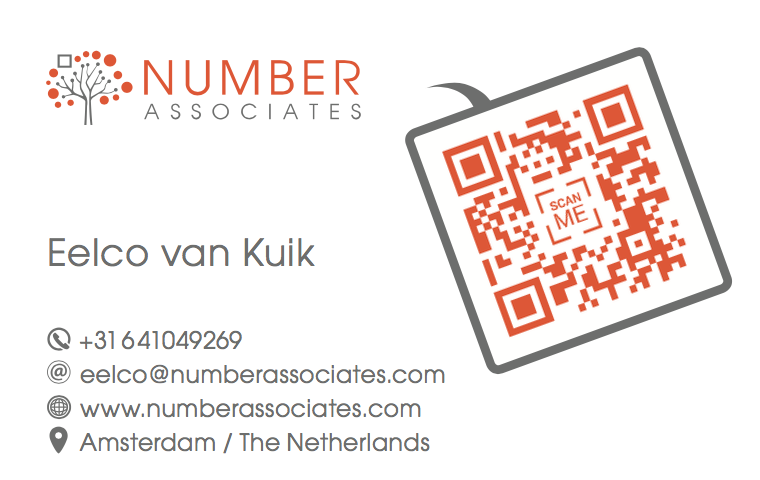 NUMBER
ASSOCIATES
SCAN
ME
Eelco van Kuik
+31 641049269
eelco@numberassociates.com
www.numberassociates.com
Amsterdam / The Netherlands